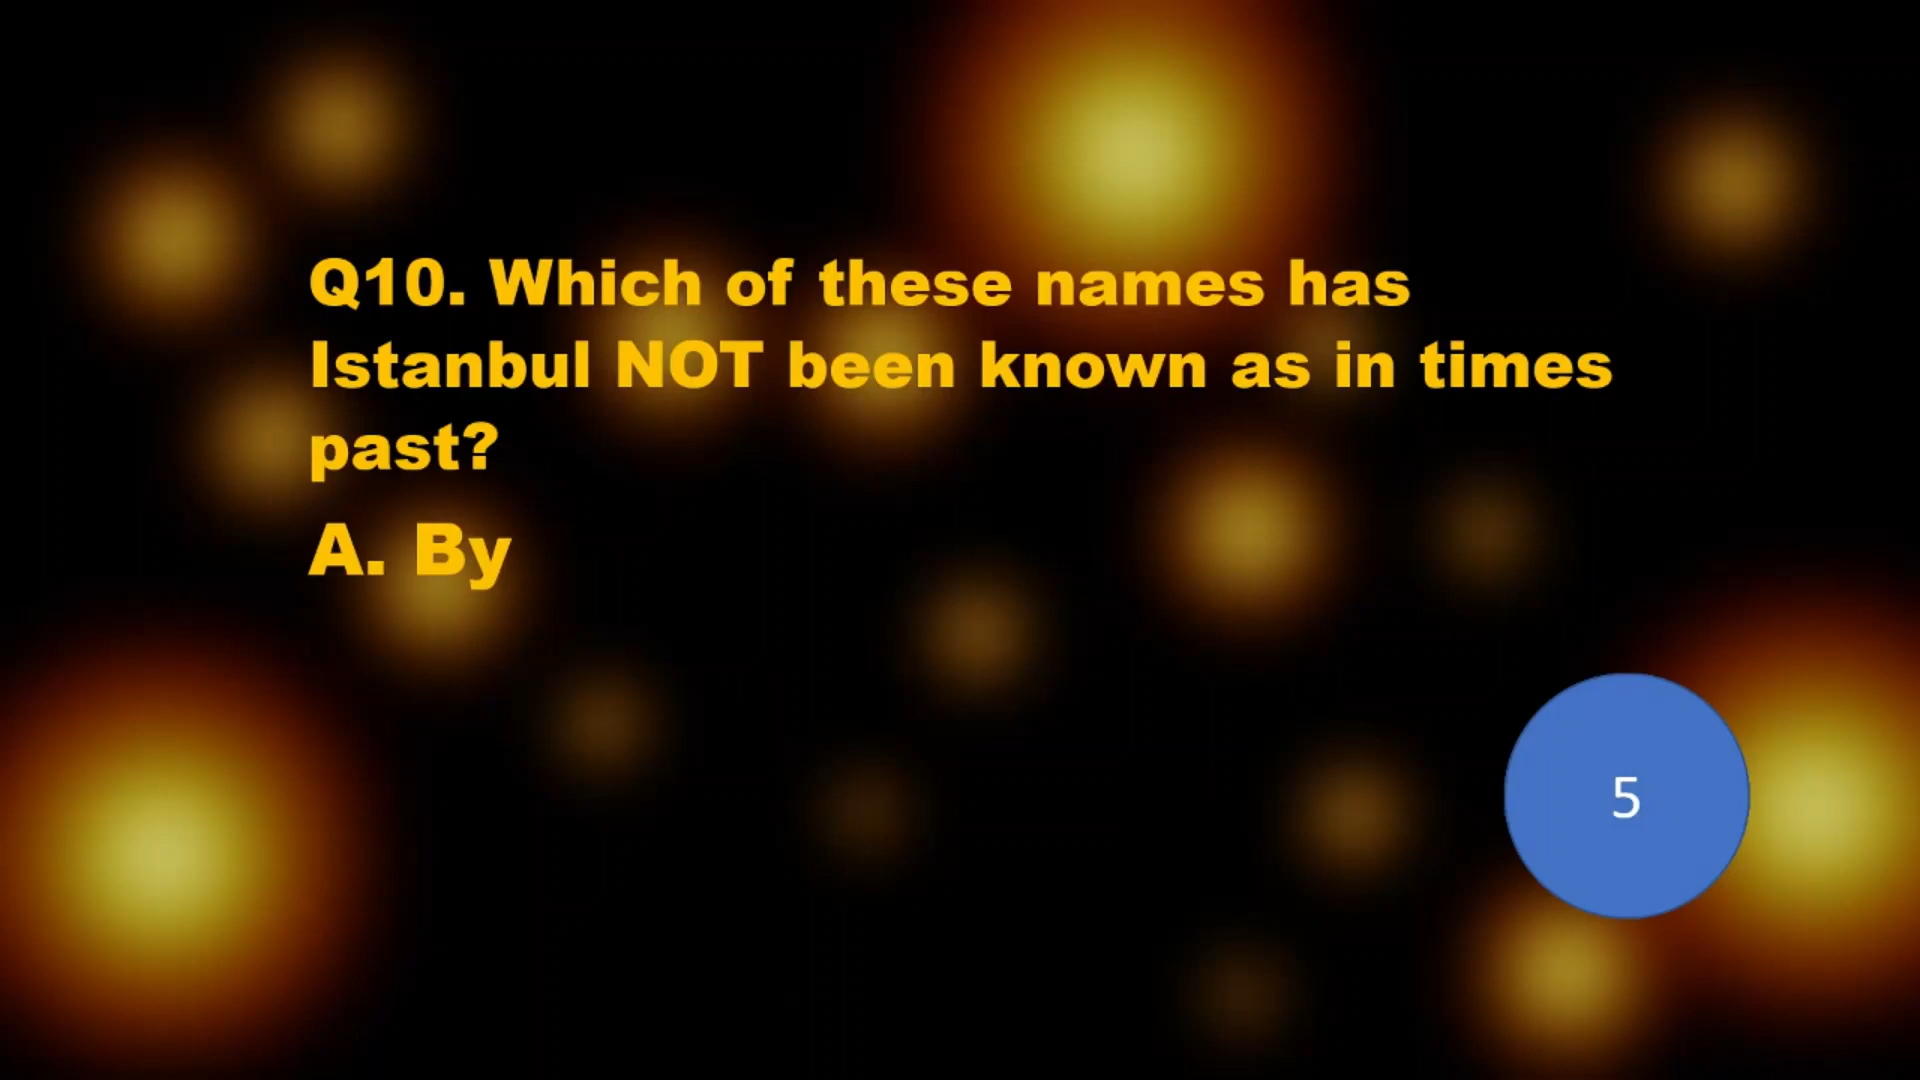 Q10. Which of these names has
Istanbul NOT been known as in times
past?
A. By
5